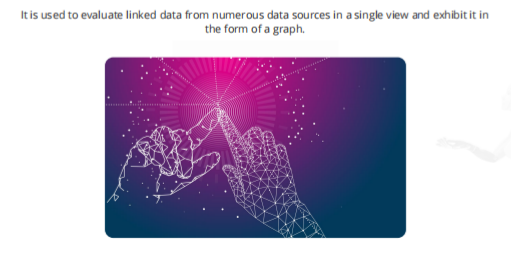 It is used to evaluate linked data from numerous data sources in a single view and exhibit it in
the form of a graph.